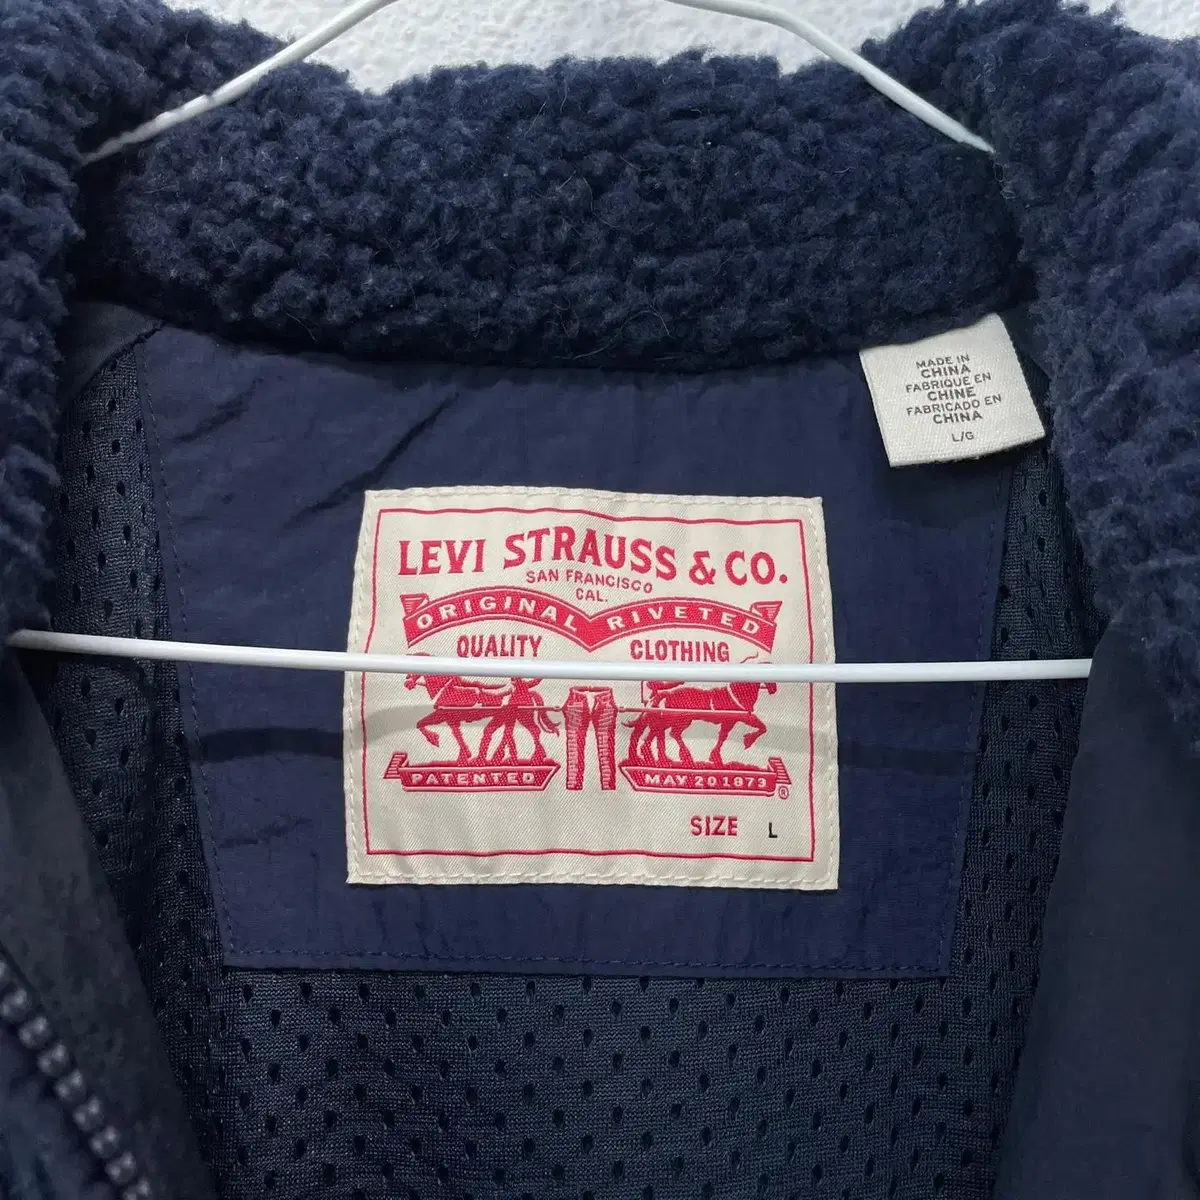 MADE IN
CHINA
FABRIQUE EN
CHINE
FABRICADO EN
CHINA
L/G
LEVI STRAUSS & CO.
SAN FRANCISCO
CAL.
ORIGINAL RIVETED
QUALITY CLOTHING
PATENTED MAY 20 1873 ®
SIZE L